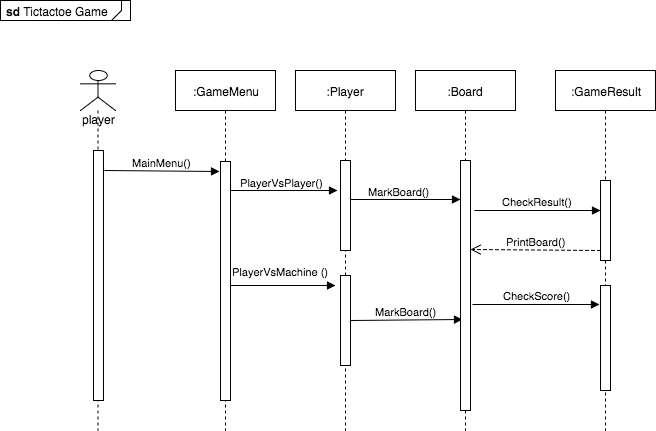 sd Tictactoe Game
:GameMenu
:Player
:Board
:GameResult
player
MainMenu()
PlayerVsPlayer()
MarkBoard()
CheckResult()
PrintBoard()
PlayerVsMachine ()
CheckScore()
MarkBoard()